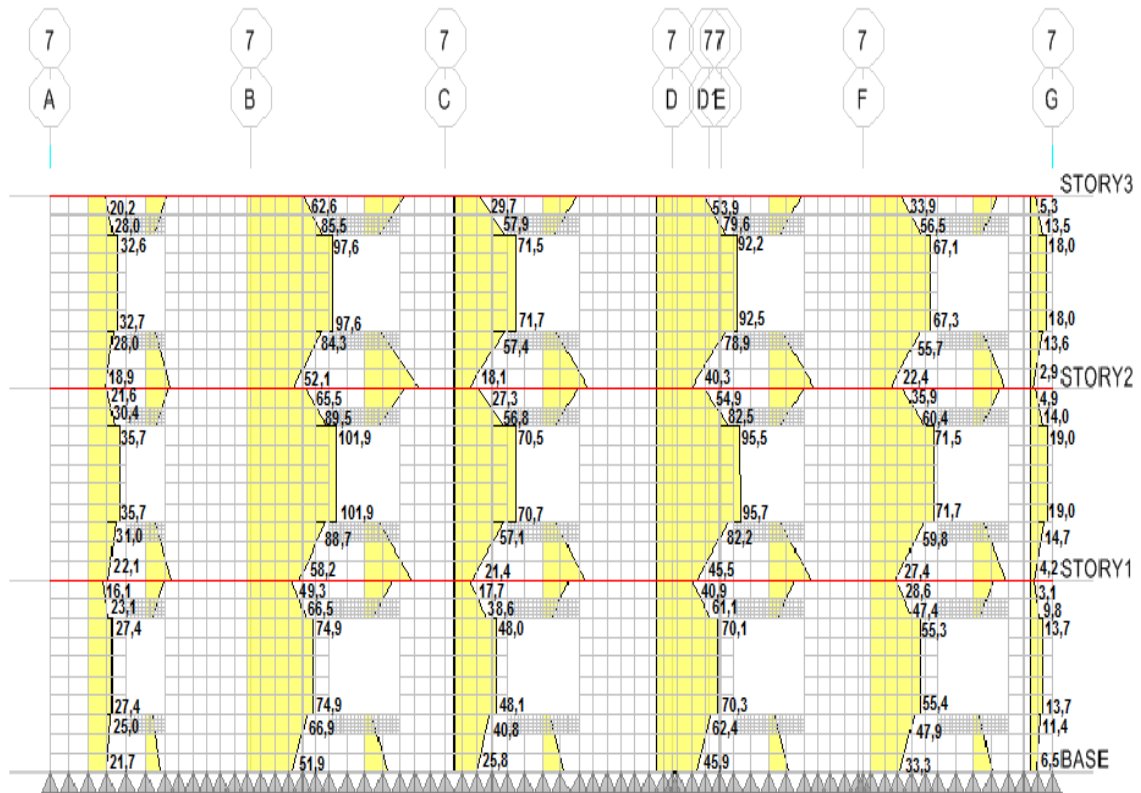 7 7 7 7 77 7 7
A B C D D1E F G
STORY3
20,2 62,6 29,7 53,9 33,9 5,3
28,0 85,5 57,9 79,6 56,5 13,5
32,6 97,6 71,5 92,2 67,1 18,0
32,7 97,6 71,7 92,5 67,3 18,0
28,0 84,3 57,4 78,9 55,7 13,6
18,9 52,1 18,1 40,3 22,4 2,9
STORY2
21,6 65,5 27,3 54,9 35,9 4,9
30,4 89,5 56,8 82,5 60,4 14,0
35,7 101,9 70,5 95,5 71,5 19,0
35,7 101,9 70,7 95,7 71,7 19,0
31,0 88,7 57,1 82,2 59,8 14,7
22,1 58,2 21,4 45,5 27,4 4,2
STORY1
16,1 49,3 17,7 40,9 28,6 3,1
23,1 66,5 38,6 61,1 47,4 9,8
27,4 74,9 48,0 70,1 55,3 13,7
27,4 74,9 48,1 70,3 55,4 13,7
25,0 66,9 40,8 62,4 47,9 11,4
21,7 51,9 25,8 45,9 33,3 6,5
BASE